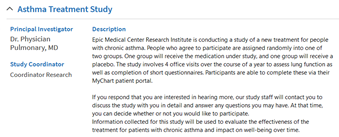 Asthma Treatment Study
Principal Investigator
Dr. Physician
Pulmonary, MD
Study Coordinator
Coordinator Research
Description
Epic Medical Center Research Institute is conducting a study of a new treatment for people
with chronic asthma. People who agree to participate are assigned randomly into one of
two groups. One group will receive the medication under study, and one group will receive a
placebo. The study involves 4 office visits over the course of a year to assess lung function as
well as completion of short questionnaires. Participants are able to complete these via their
MyChart patient portal.
If you respond that you are interested in hearing more, our study staff will contact you to
discuss the study with you in detail and answer any questions you may have. At that time,
you can decide whether or not you would like to participate.
Information collected for this study will be used to evaluate the effectiveness of the
treatment for patients with chronic asthma and impact on well-being over time.